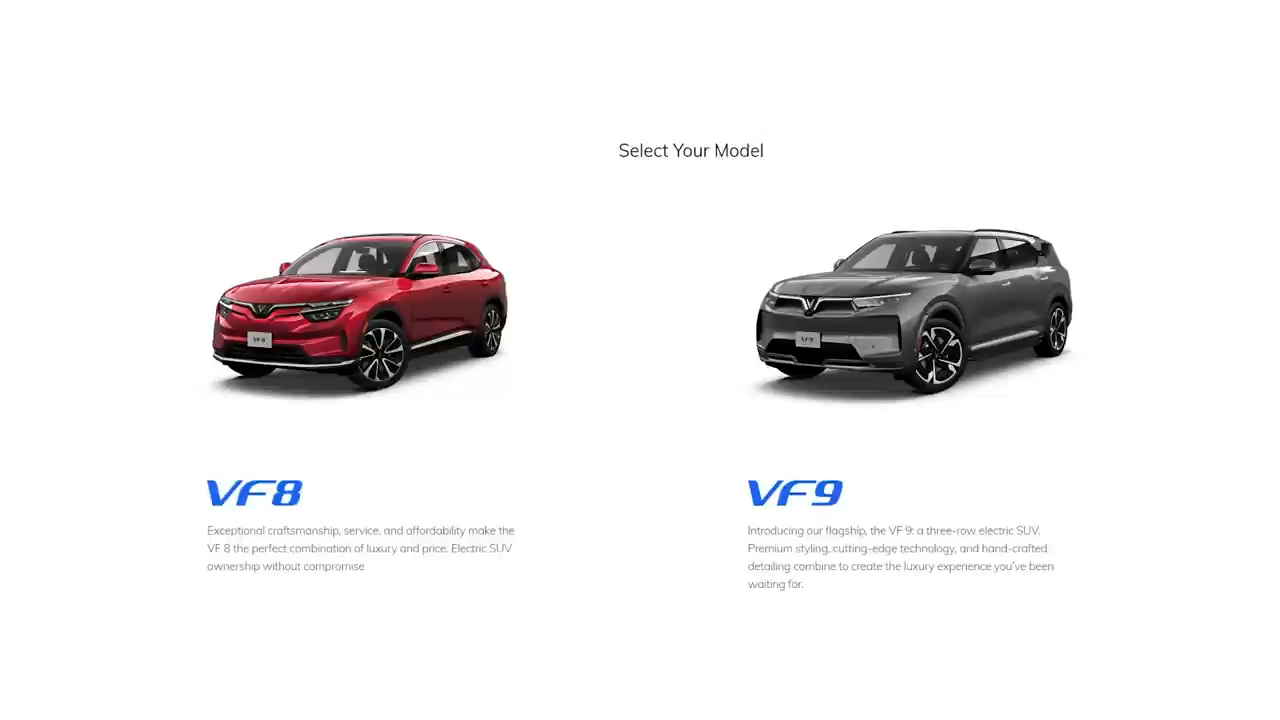 Select Your Model
VF8
VF9
VF8
Exceptional craftsmanship, service, and affordability make the
VF 8 the perfect combination of luxury and price. Electric SUV
ownership without compromise
VF9
Introducing our flagship, the VF 9: a three-row electric SUV.
Premium styling, cutting-edge technology, and hand-crafted
detailing combine to create the luxury experience you've been
waiting for.